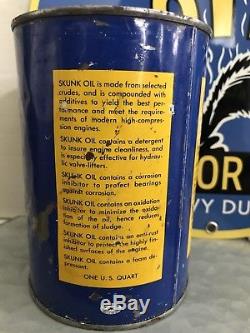 SKUNK OIL is made from selected
crudes, and is compounded with
additives to yield the best per-
formance and meet the require-
ments of modern high-compres-
sion engines.
SKUNK OIL contains a detergent
to insure engine cleanliness, and
is especially effective for hydrau-
lic valve-lifters.
SKUNK OIL contains a corrosion
inhibitor to protect bearings
against corrosion.
SKUNK OIL contains an oxidation
inhibitor to minimize the oxida-
tion of the oil, hence reduces
formation of sludge.
SKUNK OIL contains an anti-rust
inhibitor to protect the highly fin-
ished surfaces of the engine.
SKUNK OIL contains a foam de-
pressant.
ONE U. S. QUART
OR
VY DU